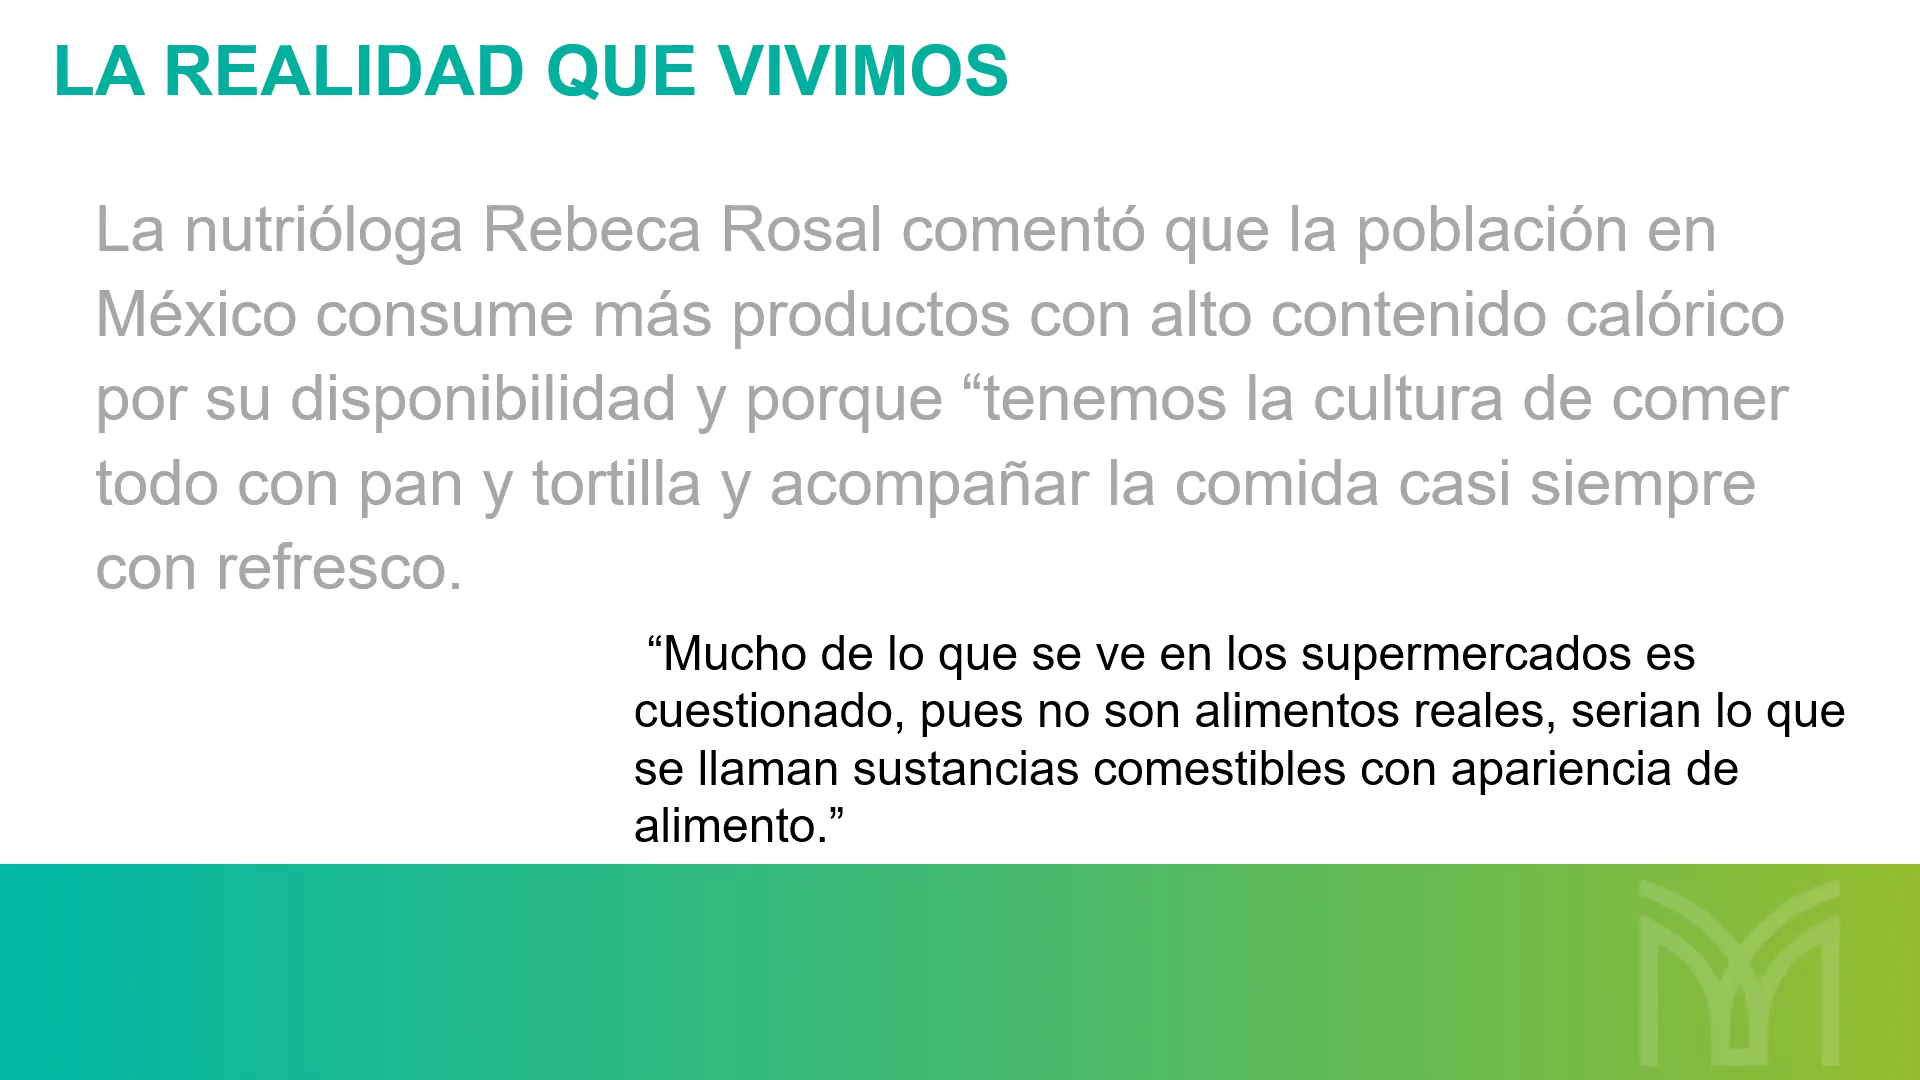 LA REALIDAD QUE VIVIMOS
La nutrióloga Rebeca Rosal comentó que la población en
México consume más productos con alto contenido calórico
por su disponibilidad y porque “tenemos la cultura de comer
todo con pan y tortilla y acompañar la comida casi siempre
con refresco.
“Mucho de lo que se ve en los supermercados es
cuestionado, pues no son alimentos reales, serian lo que
se llaman sustancias comestibles con apariencia de
alimento.”